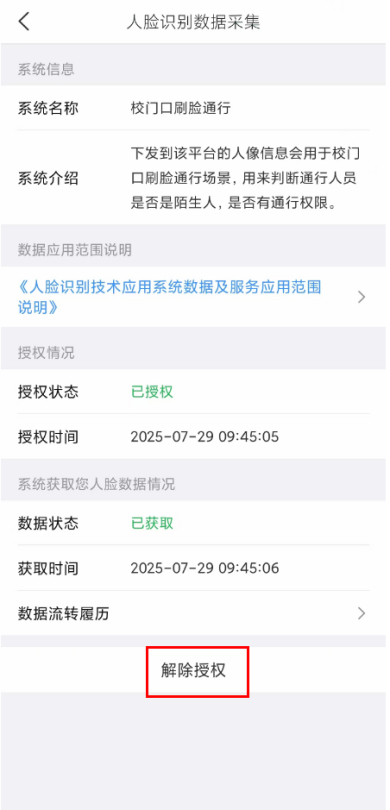 人脸识别数据采集
系统信息
系统名称 校门口刷脸通行
下发到该平台的人像信息会用于校门
系统介绍 口刷脸通行场景，用来判断通行人员
是否是陌生人，是否有通行权限。
数据应用范围说明
《人脸识别技术应用系统数据及服务应用范围
说明》
授权情况
授权状态 已授权
授权时间 2025-07-29 09:45:05
系统获取您人脸数据情况
数据状态 已获取
获取时间 2025-07-29 09:45:06
数据流转履历
解除授权